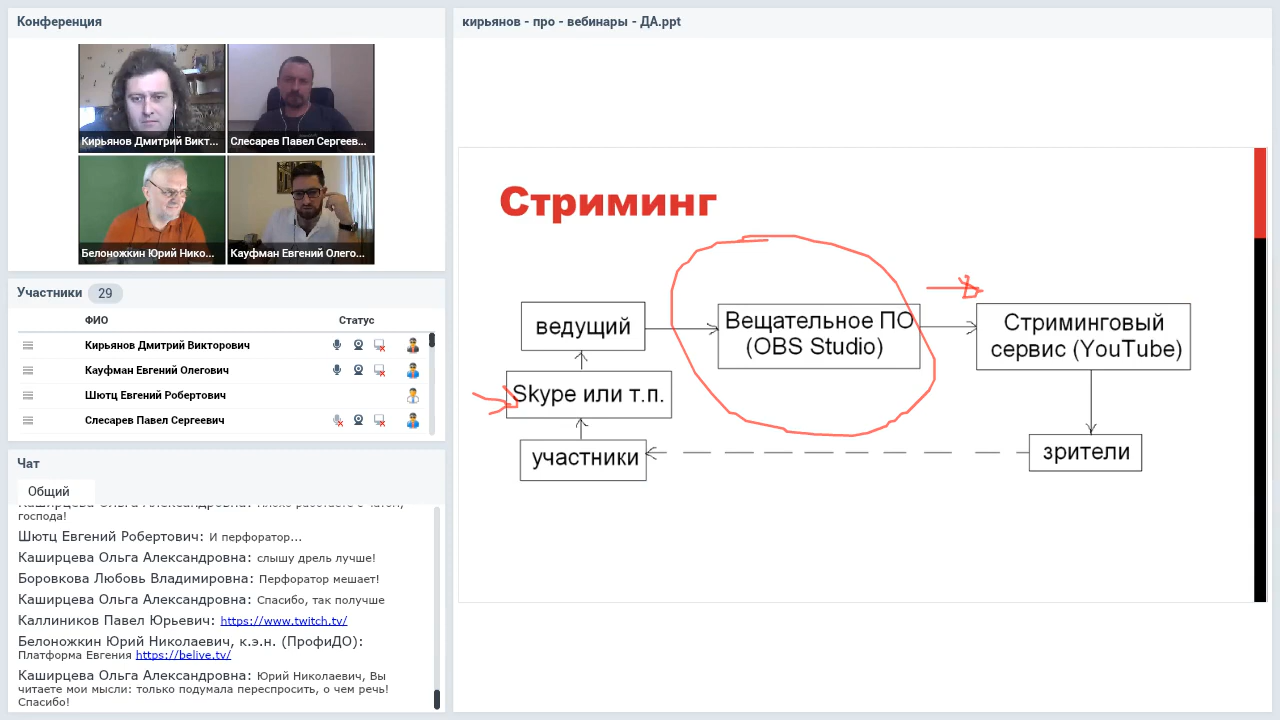 Конференция
Кирьянов Дмитрий Викт...
Слесарев Павел Сергеев...
Белоножкин Юрий Нико...
Кауфман Евгений Олего...
Участники 29
ФИО Статус
Кирьянов Дмитрий Викторович
Кауфман Евгений Олегович
Шютц Евгений Робертович
Слесарев Павел Сергеевич
Чат
Общий
Каширцева Ольга Александровна:
господа!
Шютц Евгений Робертович: И перфоратор...
Каширцева Ольга Александровна: слышу дрель лучше!
Боровкова Любовь Владимировна: Перфоратор мешает!
Каширцева Ольга Александровна: Спасибо, так получше
Каллиников Павел Юрьевич: https://www.twitch.tv/
Белоножкин Юрий Николаевич, к.э.н. (ПрофиДО):
Платформа Евгения https://belive.tv/
Каширцева Ольга Александровна: Юрий Николаевич, Вы
читаете мои мысли: только подумала переспросить, о чем речь!
Спасибо!
кирьянов - про - вебинары - ДА.ppt
Стриминг
ведущий
Вещательное ПО
(OBS Studio)
Стриминговый
сервис (YouTube)
Skype или т.п.
участники
зрители